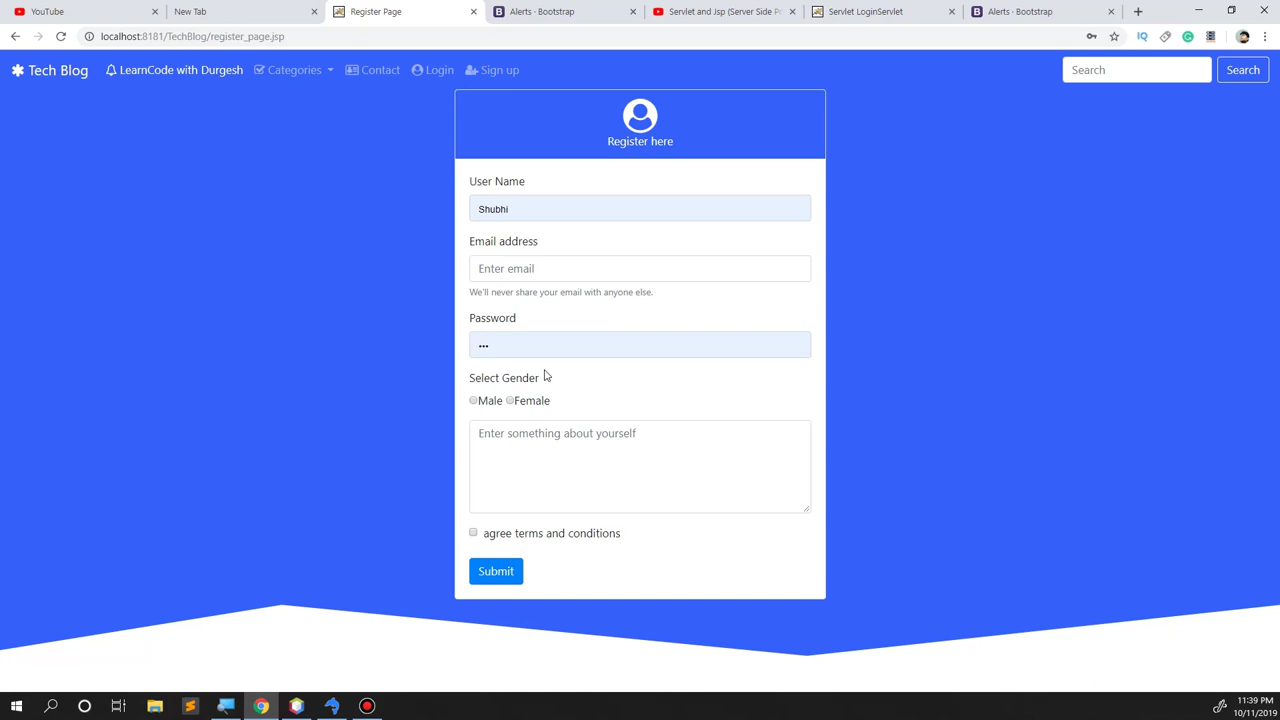 YouTube
New Tab
Register Page
Alerts · Bootstrap
Servlet and Jsp (Server Side Pr
Servlet LoginServlet
Alerts · Bootstrap
localhost:8181/TechBlog/register_page.jsp
Tech Blog LearnCode with Durgesh Categories Contact Login Sign up Search Search
Register here
User Name
Shubhi
Email address
Enter email
We'll never share your email with anyone else.
Password
•••
Select Gender
Male Female
Enter something about yourself
agree terms and conditions
Submit
11:39 PM
10/11/2019